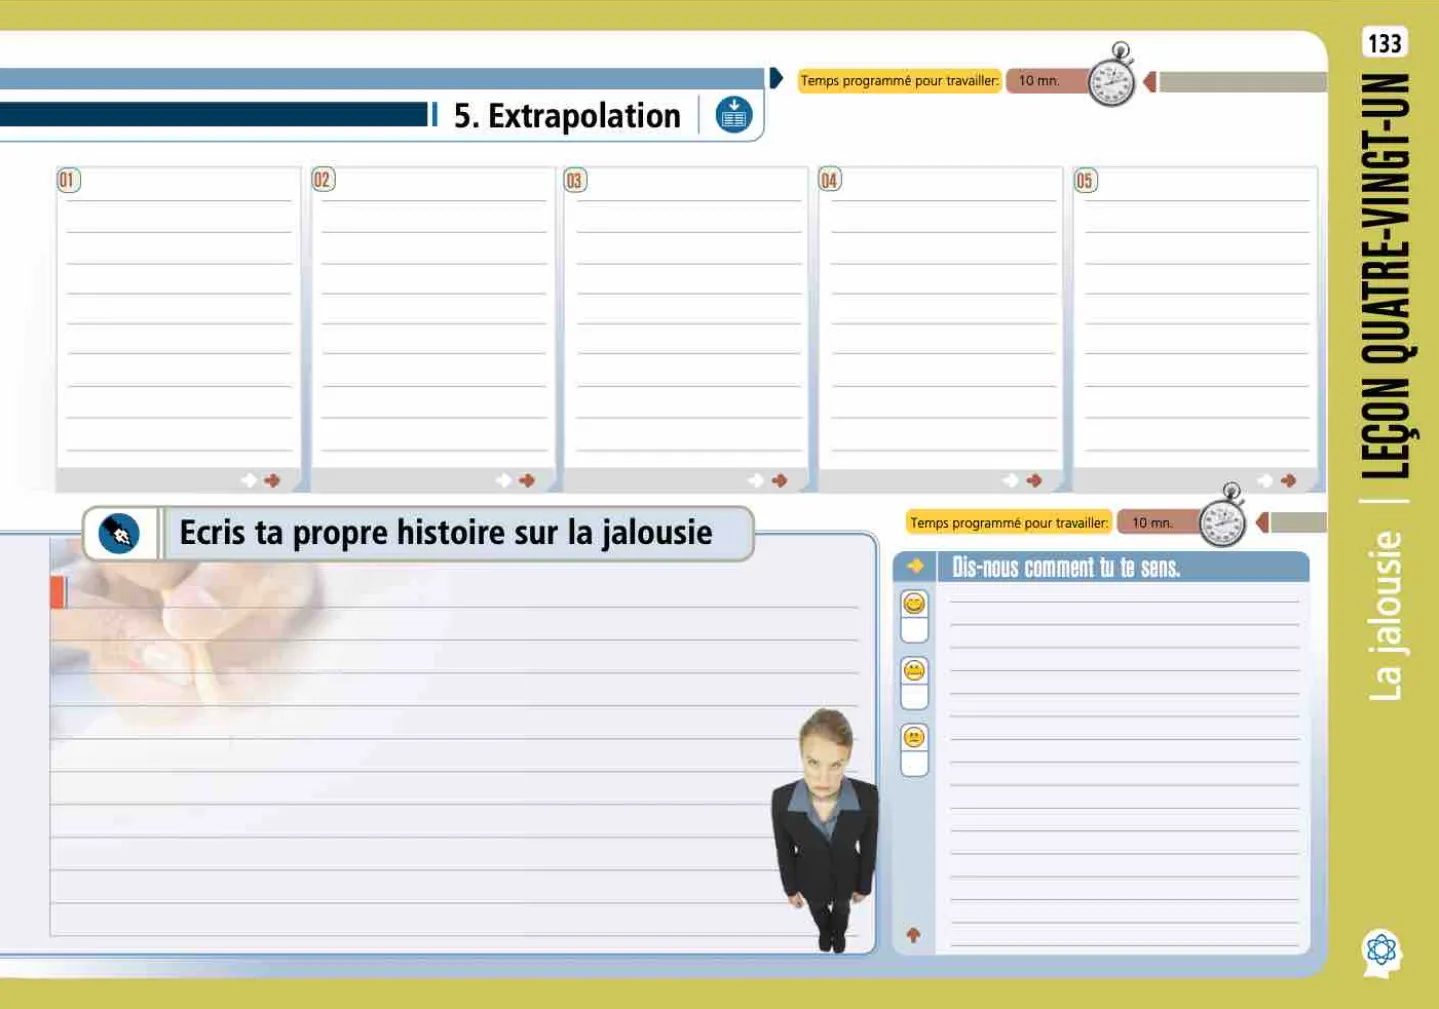 133
Temps programmé pour travailler: 10 mn.
5. Extrapolation
01
02
03
04
05
Ecris ta propre histoire sur la jalousie
Temps programmé pour travailler: 10 mn.
Dis-nous comment tu te sens.
LEÇON QUATRE-VINGT-UN
La jalousie